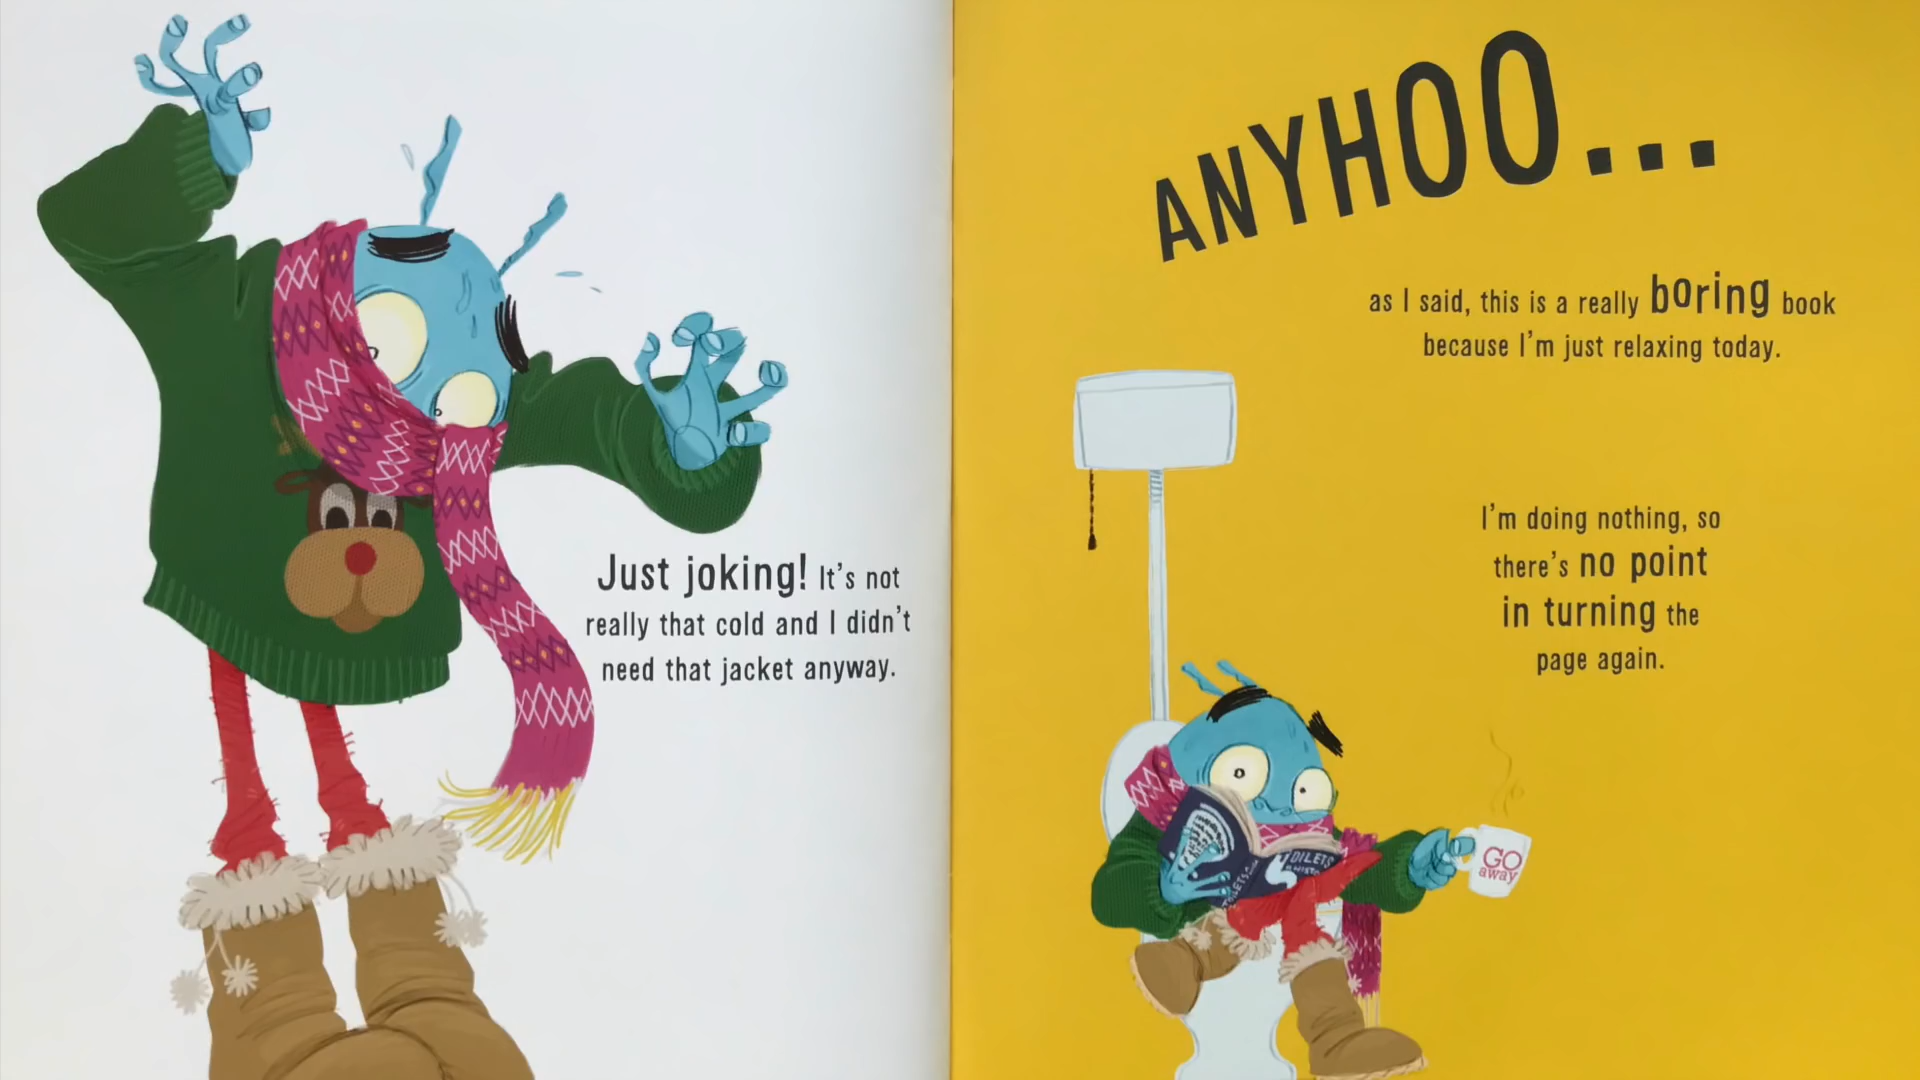 Just joking! It's not
really that cold and I didn't
need that jacket anyway.
ANYHOO...
as I said, this is a really boring book
because I'm just relaxing today.
I'm doing nothing, so
there's no point
in turning the
page again.
GO
away